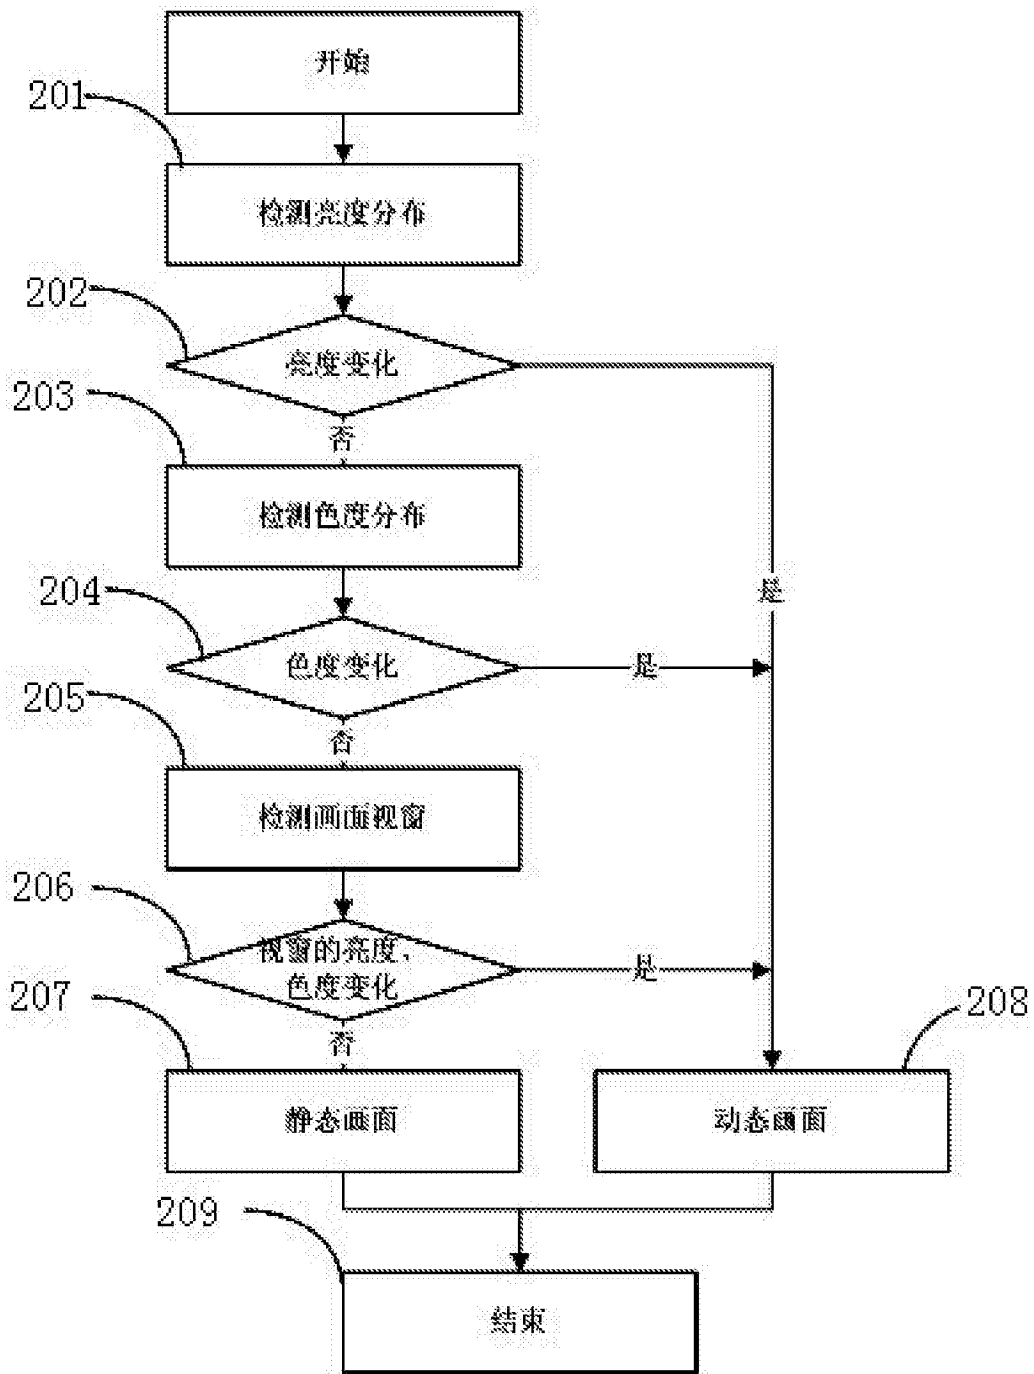 开始
201
检测亮度分布
202
亮度变化
203
否
检测色度分布
是
204
色度变化
是
205
否
检测画面视窗
206
视窗的亮度、
色度变化
是
207
否
208
静态画面
动态画面
209
结束